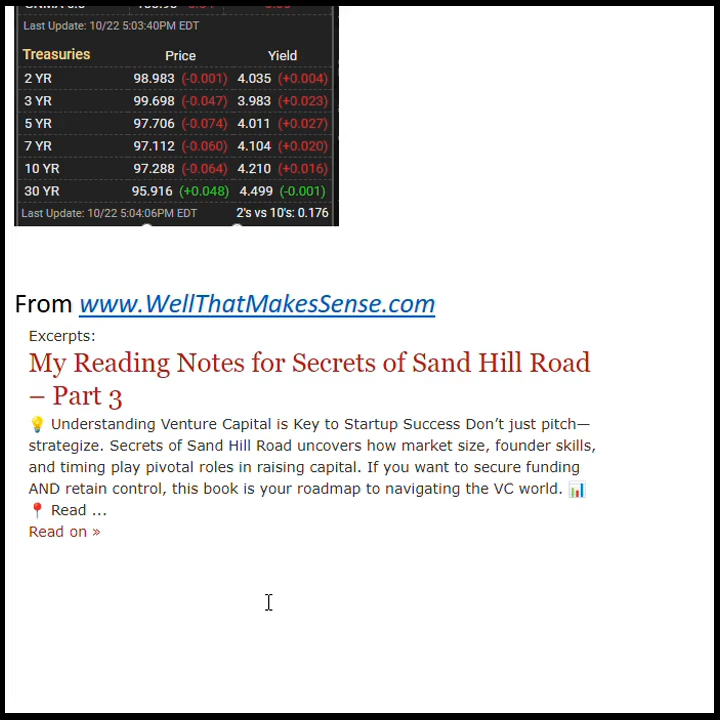 Last Update: 10/22 5:03:40PM EDT
Treasuries Price Yield
2 YR 98.983 (-0.001) 4.035 (+0.004)
3 YR 99.698 (-0.047) 3.983 (+0.023)
5 YR 97.706 (-0.074) 4.011 (+0.027)
7 YR 97.112 (-0.060) 4.104 (+0.020)
10 YR 97.288 (-0.064) 4.210 (+0.016)
30 YR 95.916 (+0.048) 4.499 (-0.001)
Last Update: 10/22 5:04:06PM EDT 2's vs 10's: 0.176
From www.WellThatMakesSense.com
Excerpts:
My Reading Notes for Secrets of Sand Hill Road
– Part 3
💡 Understanding Venture Capital is Key to Startup Success Don’t just pitch—
strategize. Secrets of Sand Hill Road uncovers how market size, founder skills,
and timing play pivotal roles in raising capital. If you want to secure funding
AND retain control, this book is your roadmap to navigating the VC world. 📊
📍 Read ...
Read on »